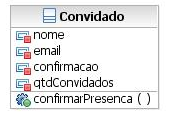 Convidado
nome
email
confirmacao
qtdConvidados
confirmarPresenca ( )